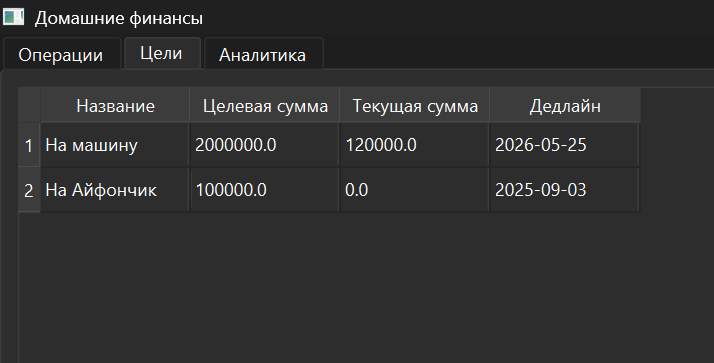 Домашние финансы
Операции Цели Аналитика
Название Целевая сумма Текущая сумма Дедлайн
1 На машину 2000000.0 120000.0 2026-05-25
2 На Айфончик 100000.0 0.0 2025-09-03